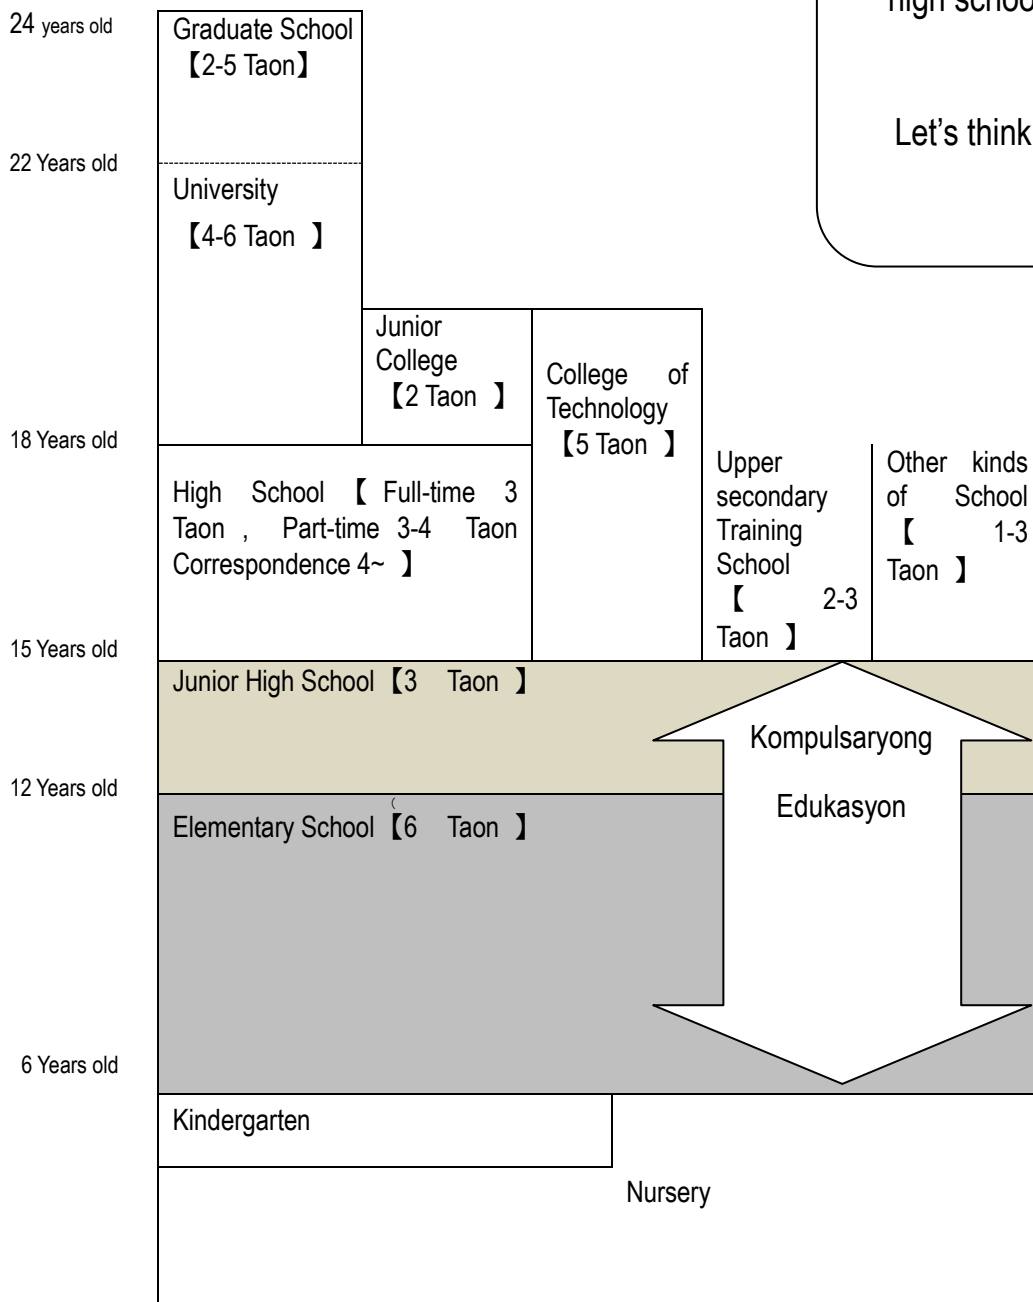 high school
Let's think
24 years old
Graduate School
【2-5 Taon】
22 Years old
University
【4-6 Taon 】
Junior
College
【2 Taon 】
College of
Technology
【5 Taon 】
18 Years old
High School 【 Full-time 3
Taon , Part-time 3-4 Taon
Correspondence 4~ 】
Upper
secondary
Training
School
【 2-3
Taon 】
Other kinds
of School
【 1-3
Taon 】
15 Years old
Junior High School【3 Taon 】
Kompulsaryong
Edukasyon
12 Years old
(
Elementary School【6 Taon 】
6 Years old
Kindergarten
Nursery